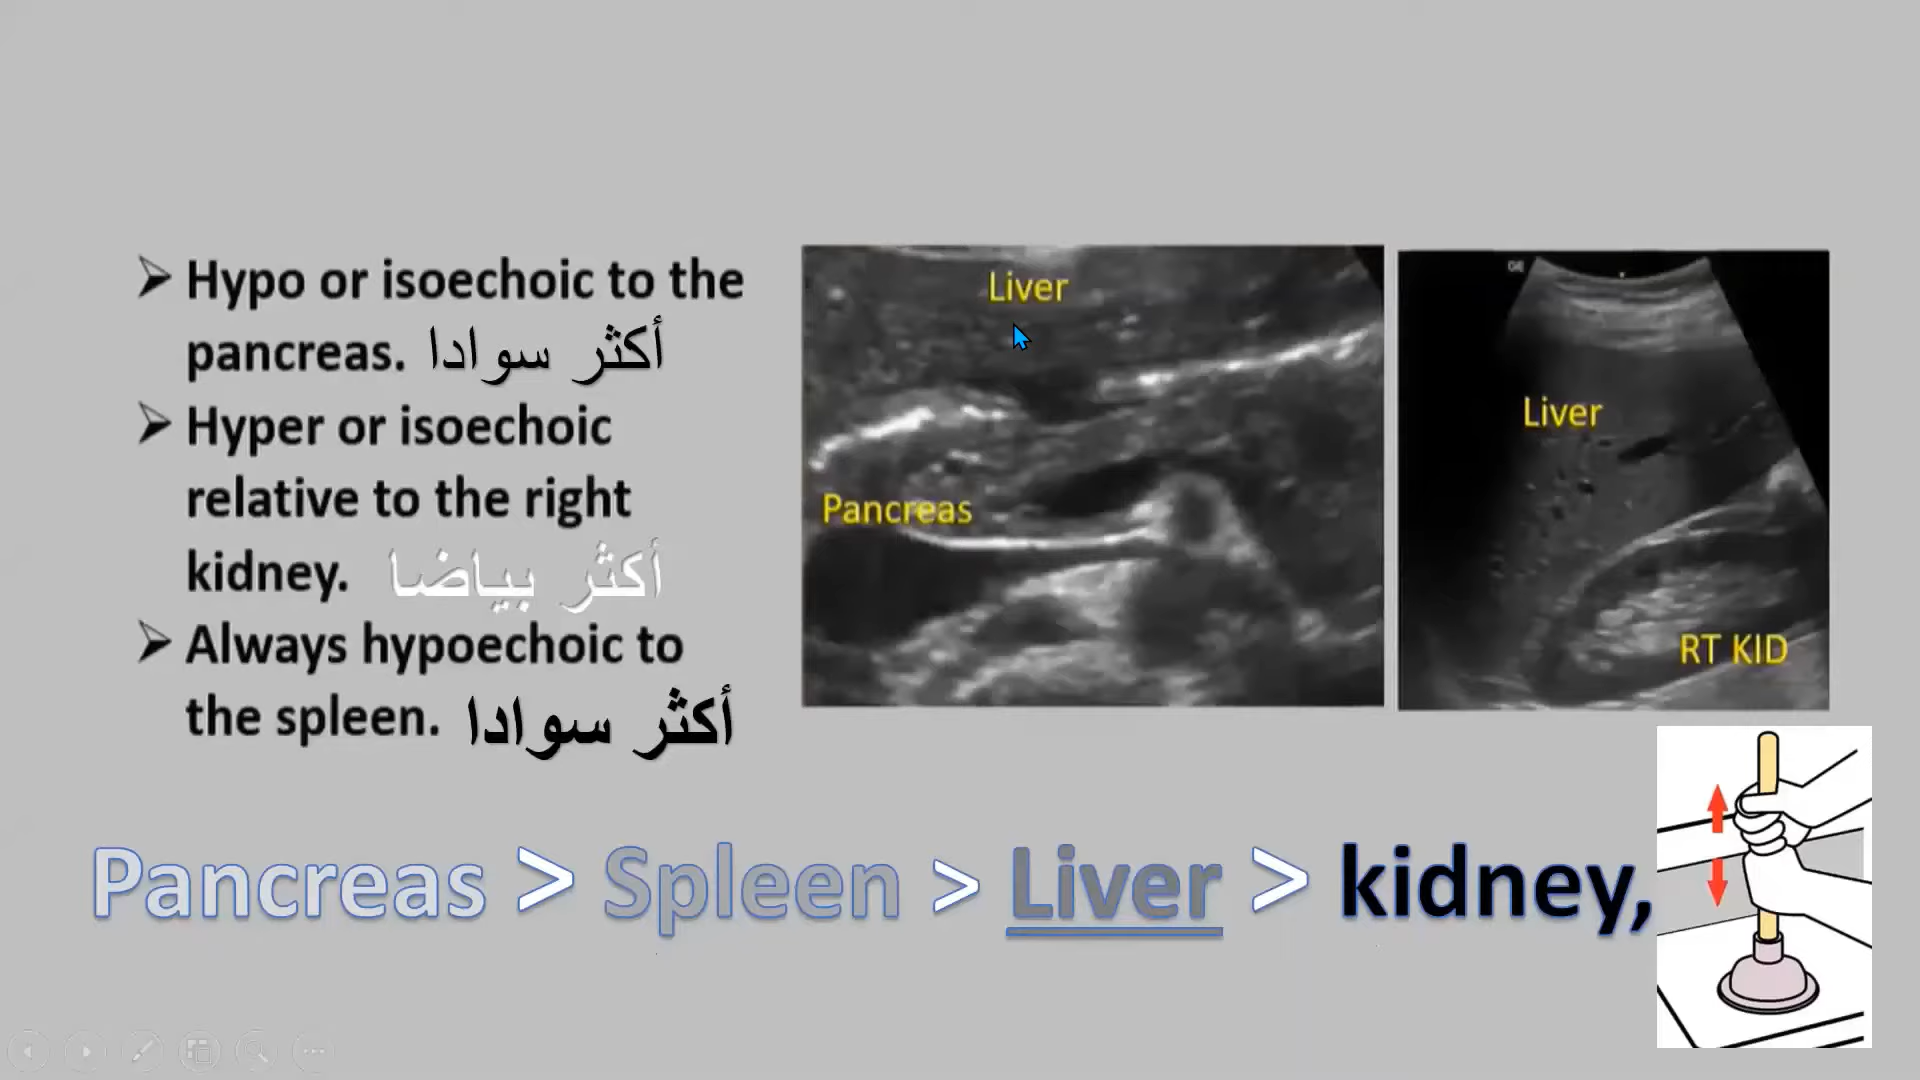 Hypo or isoechoic to the
pancreas. أكثر سوادا
Hyper or isoechoic
relative to the right
kidney. أكثر بياضا
Always hypoechoic to
the spleen. أكثر سوادا
Liver
Pancreas
GE
Liver
RT KID
Pancreas > Spleen > Liver > kidney,